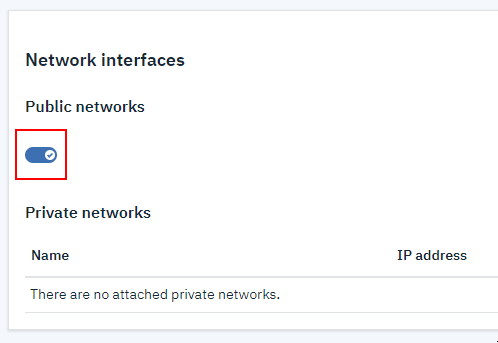 Network interfaces
Public networks
Private networks
Name IP address
There are no attached private networks.